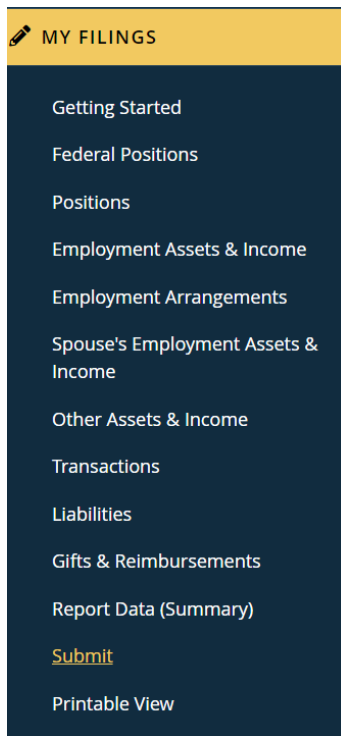 MY FILINGS
Getting Started
Federal Positions
Positions
Employment Assets & Income
Employment Arrangements
Spouse's Employment Assets &
Income
Other Assets & Income
Transactions
Liabilities
Gifts & Reimbursements
Report Data (Summary)
Submit
Printable View